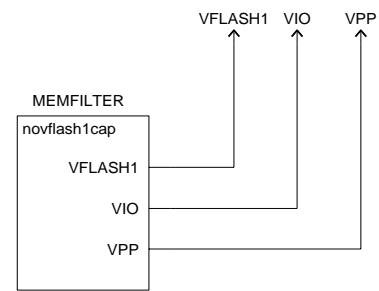 VFLASH1 VIO VPP
MEMFILTER
novflash1cap
VFLASH1
VIO
VPP